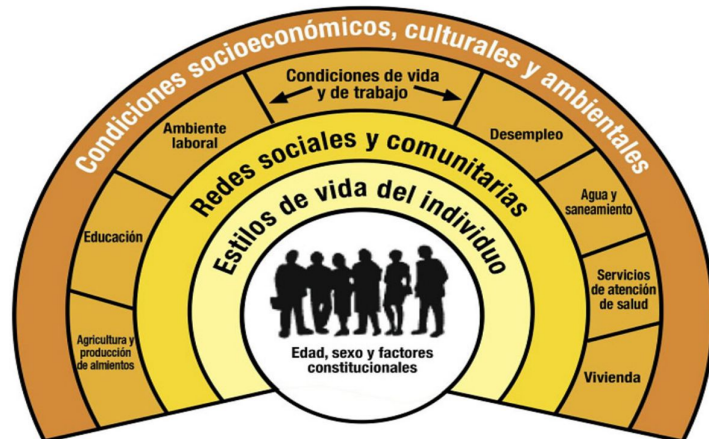 Condiciones socioeconómicos, culturales y ambientales
Condiciones de vida
y de trabajo
Ambiente
laboral
Desempleo
Educación
Agua y
saneamiento
Agricultura y
producción
de almientos
Servicios
de atención
de salud
Vivienda
Redes sociales y comunitarias
Estilos de vida del individuo
Edad, sexo y factores
constitucionales